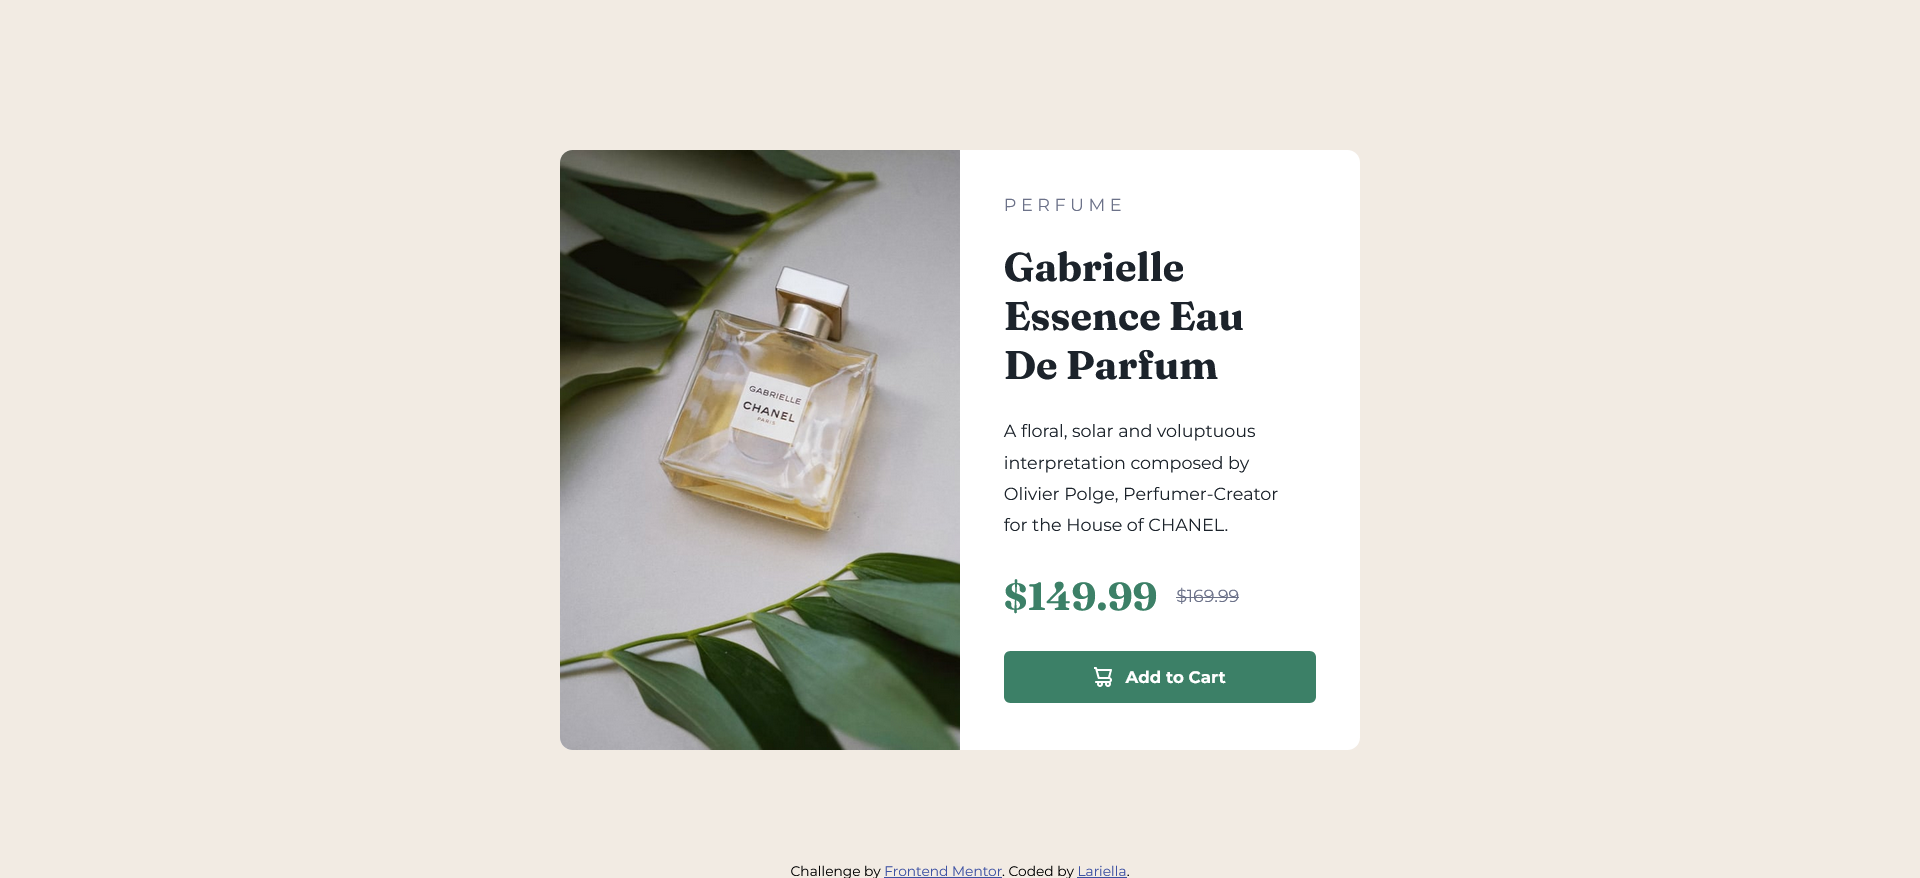 PERFUME
Gabrielle
Essence Eau
De Parfum
GABRIELLE
CHANEL
PARIS
A floral, solar and voluptuous
interpretation composed by
Olivier Polge, Perfumer-Creator
for the House of CHANEL.
$149.99 $169.99
Add to Cart
Challenge by Frontend Mentor. Coded by Lariella.